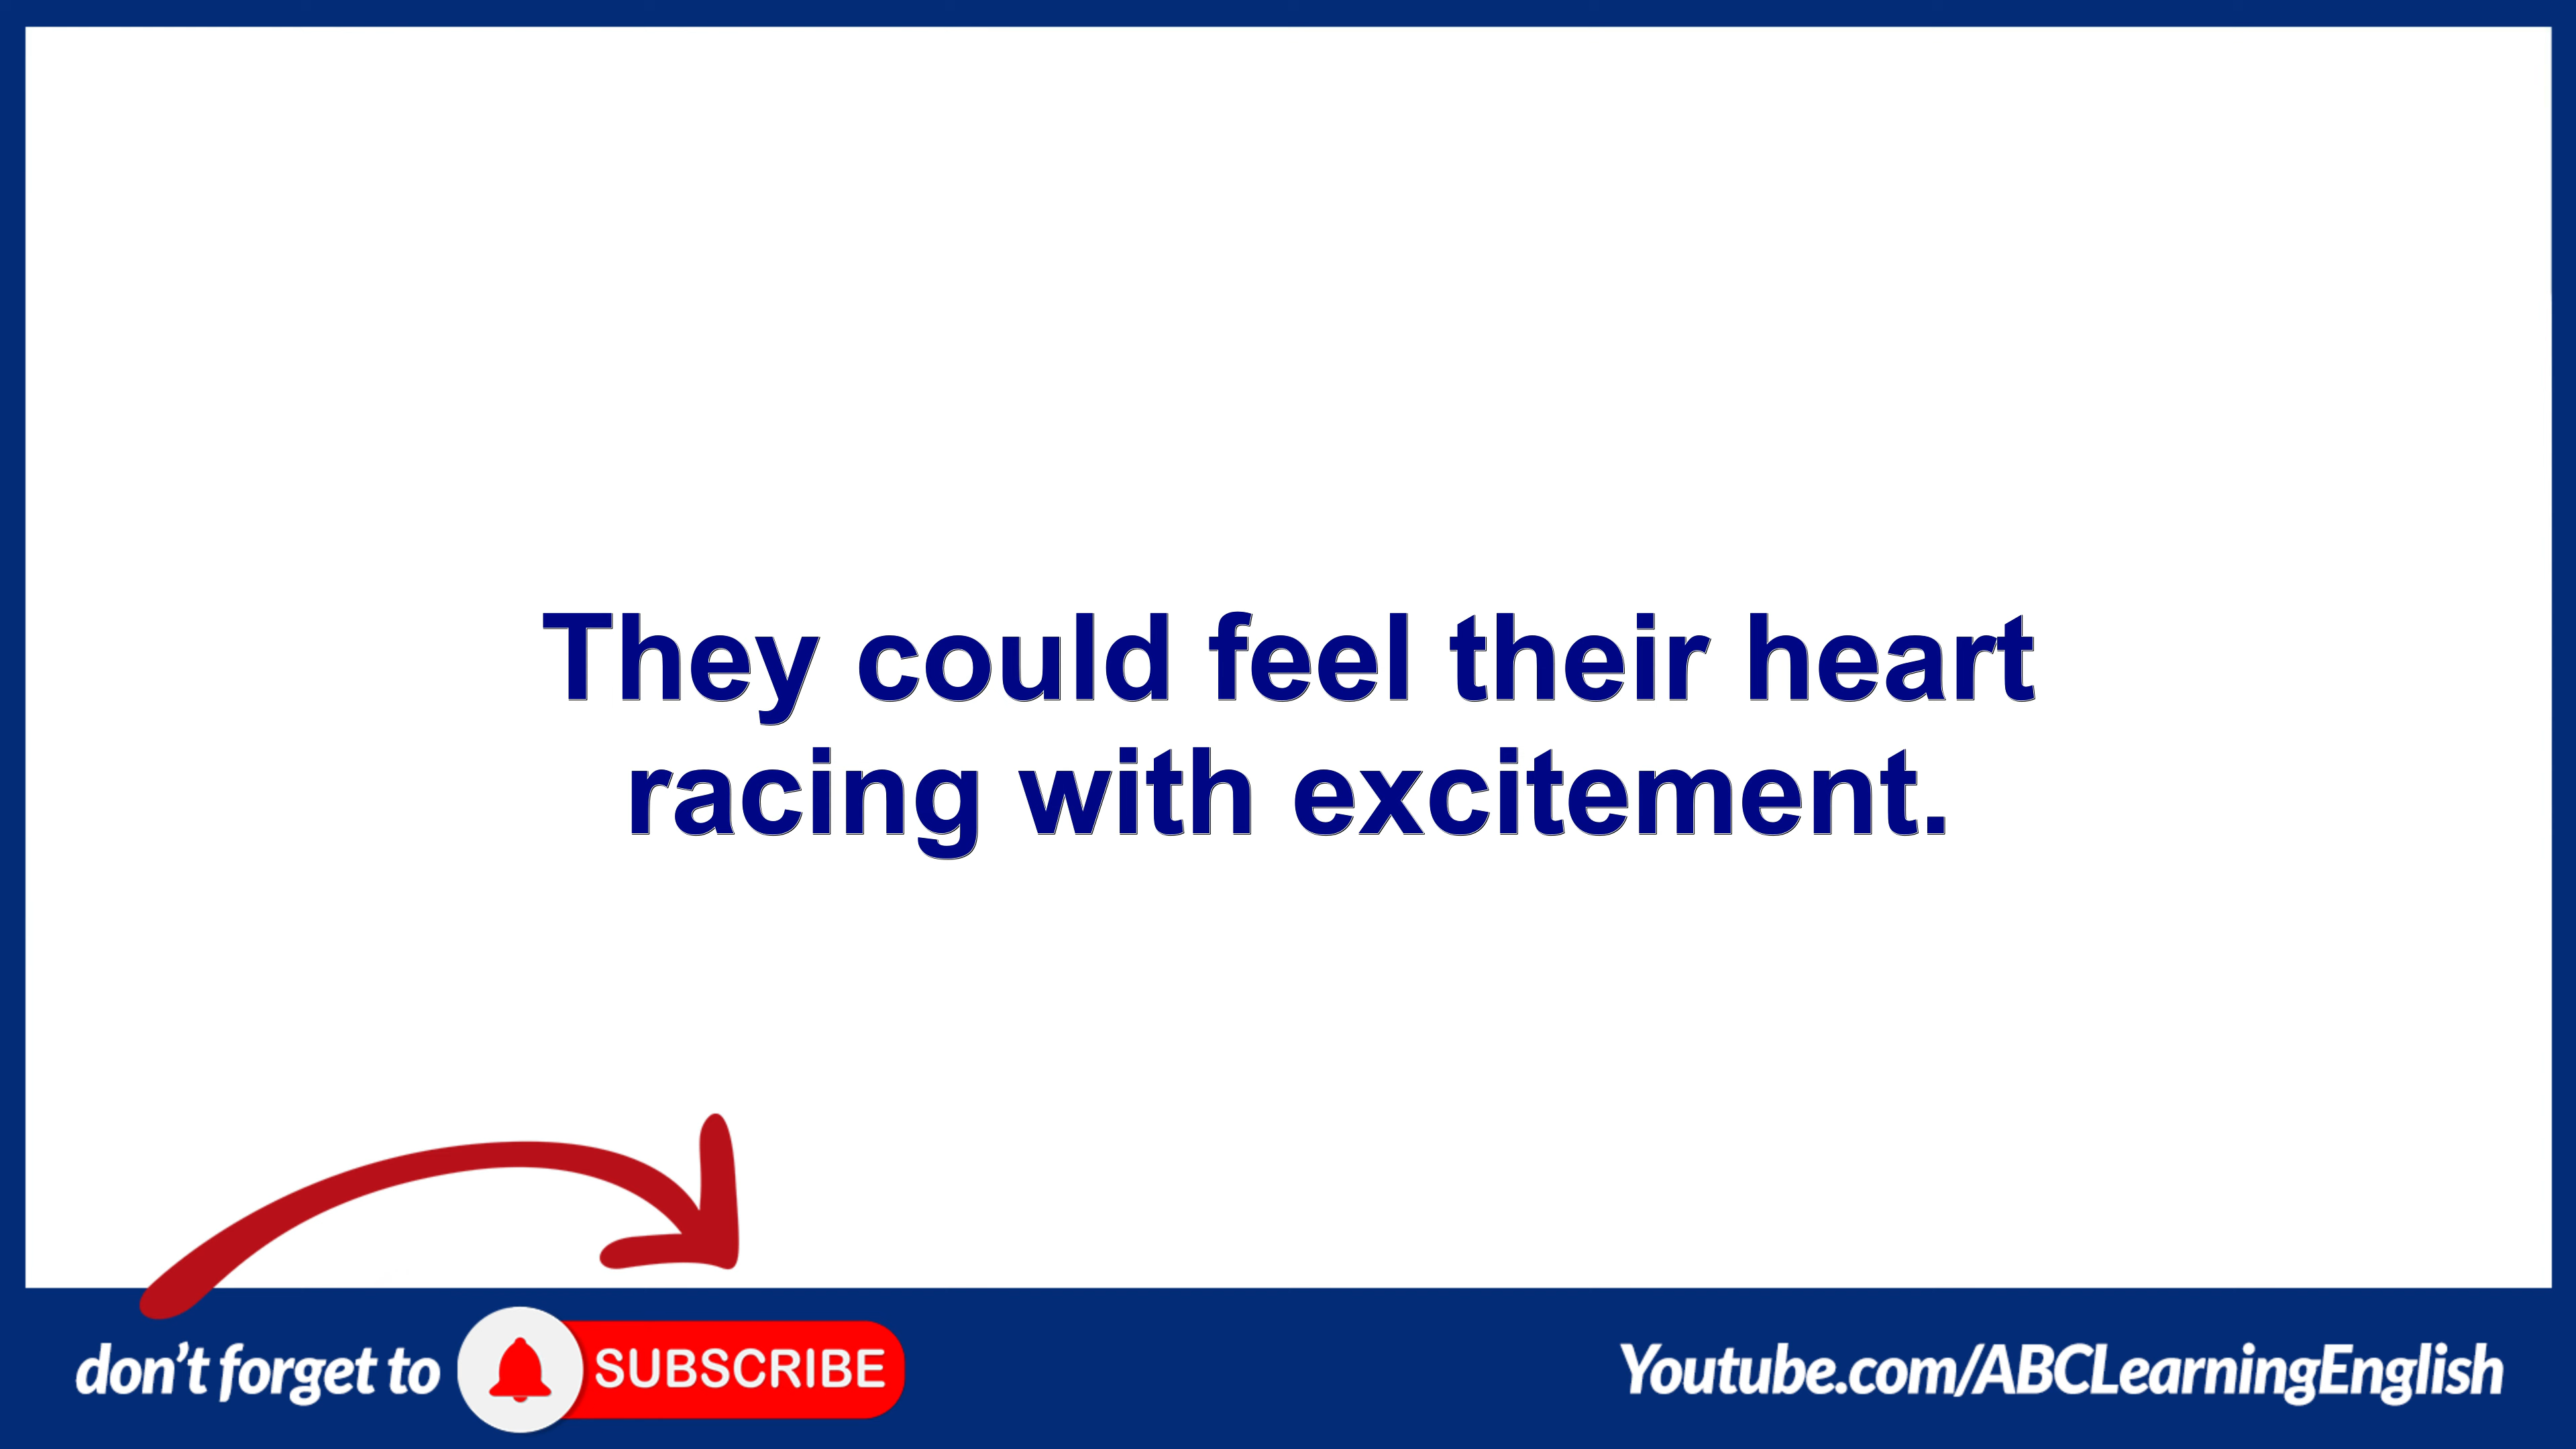 They could feel their heart
racing with excitement.
don't forget to SUBSCRIBE
Youtube.com/ABCLearningEnglish